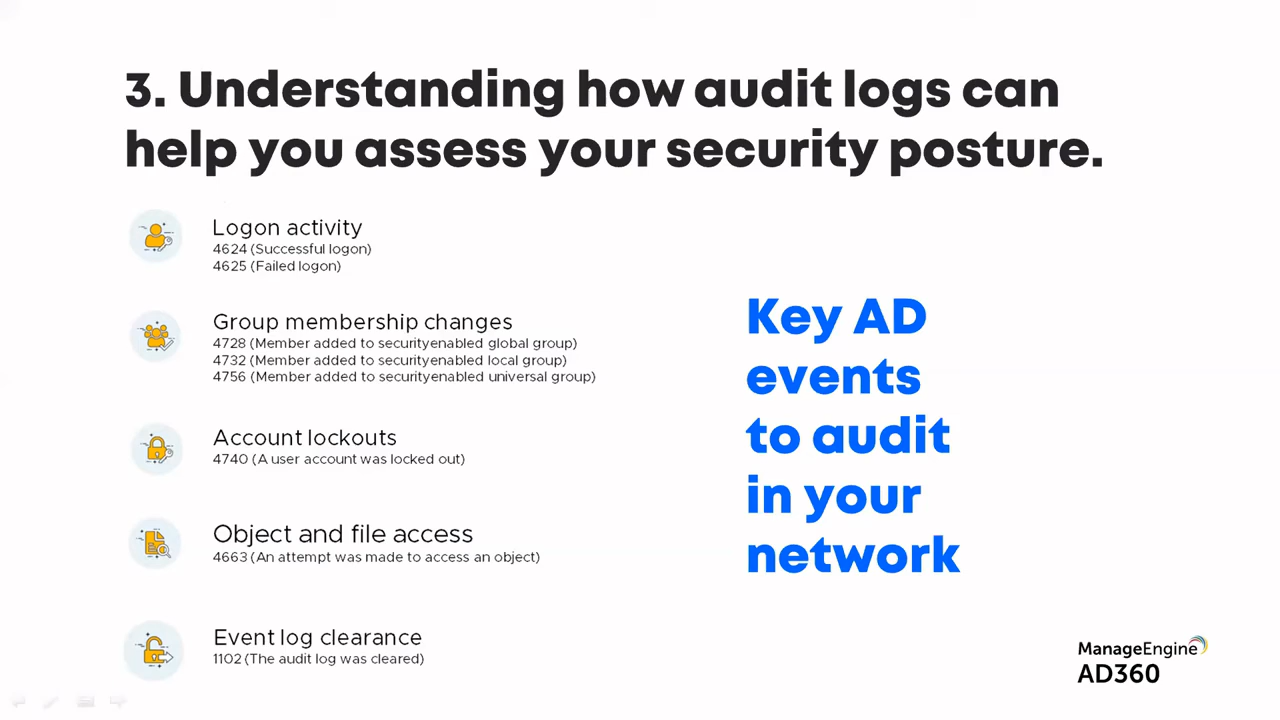 3. Understanding how audit logs can
help you assess your security posture.
Logon activity
4624 (Successful logon)
4625 (Failed logon)
Group membership changes
4728 (Member added to securityenabled global group)
4732 (Member added to securityenabled local group)
4756 (Member added to securityenabled universal group)
Account lockouts
4740 (A user account was locked out)
Object and file access
4663 (An attempt was made to access an object)
Event log clearance
1102 (The audit log was cleared)
Key AD
events
to audit
in your
network
ManageEngine
AD360